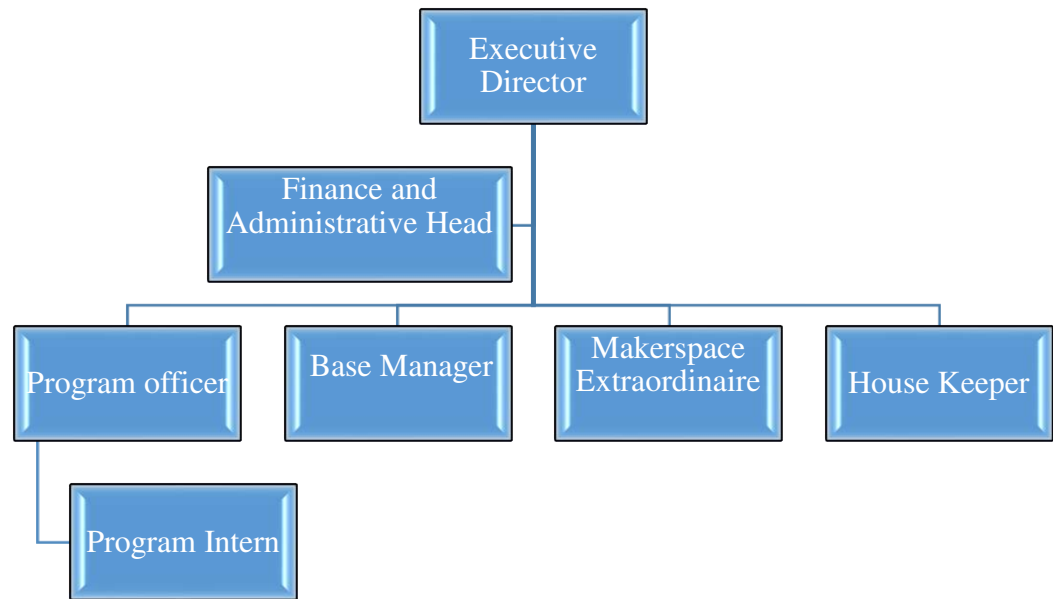 Executive
Director
Finance and
Administrative Head
Program officer
Base Manager
Makerspace
Extraordinaire
House Keeper
Program Intern